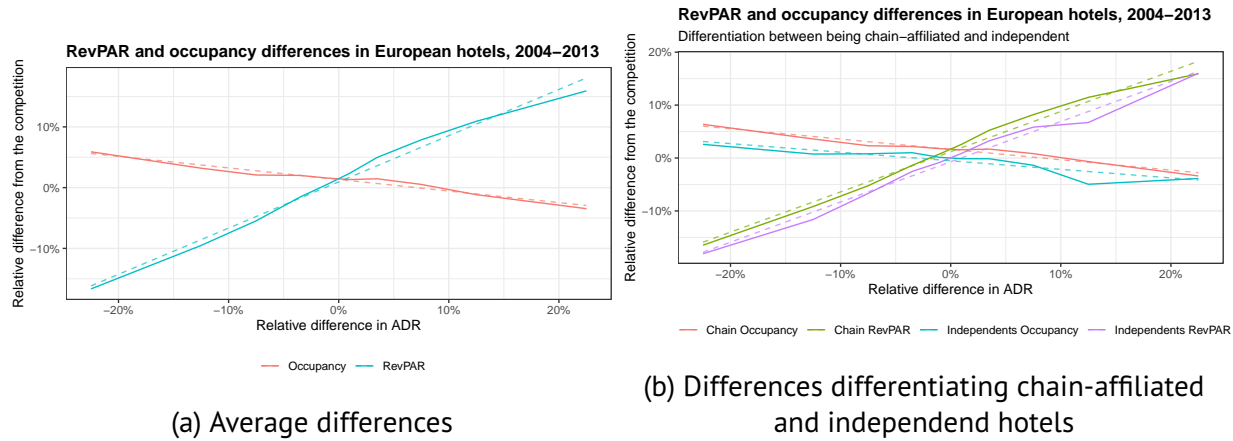 RevPAR and occupancy differences in European hotels, 2004–2013
Relative difference from the competition
10%
0%
−10%
−20%
−10%
0%
10%
20%
Relative difference in ADR
Occupancy
RevPAR
(a) Average differences
RevPAR and occupancy differences in European hotels, 2004–2013
Differentiation between being chain−affiliated and independent
Relative difference from the competition
20%
10%
0%
−10%
−20%
−10%
0%
10%
20%
Relative difference in ADR
Chain Occupancy
Chain RevPAR
Independents Occupancy
Independents RevPAR
(b) Differences differentiating chain-affiliated
and independend hotels